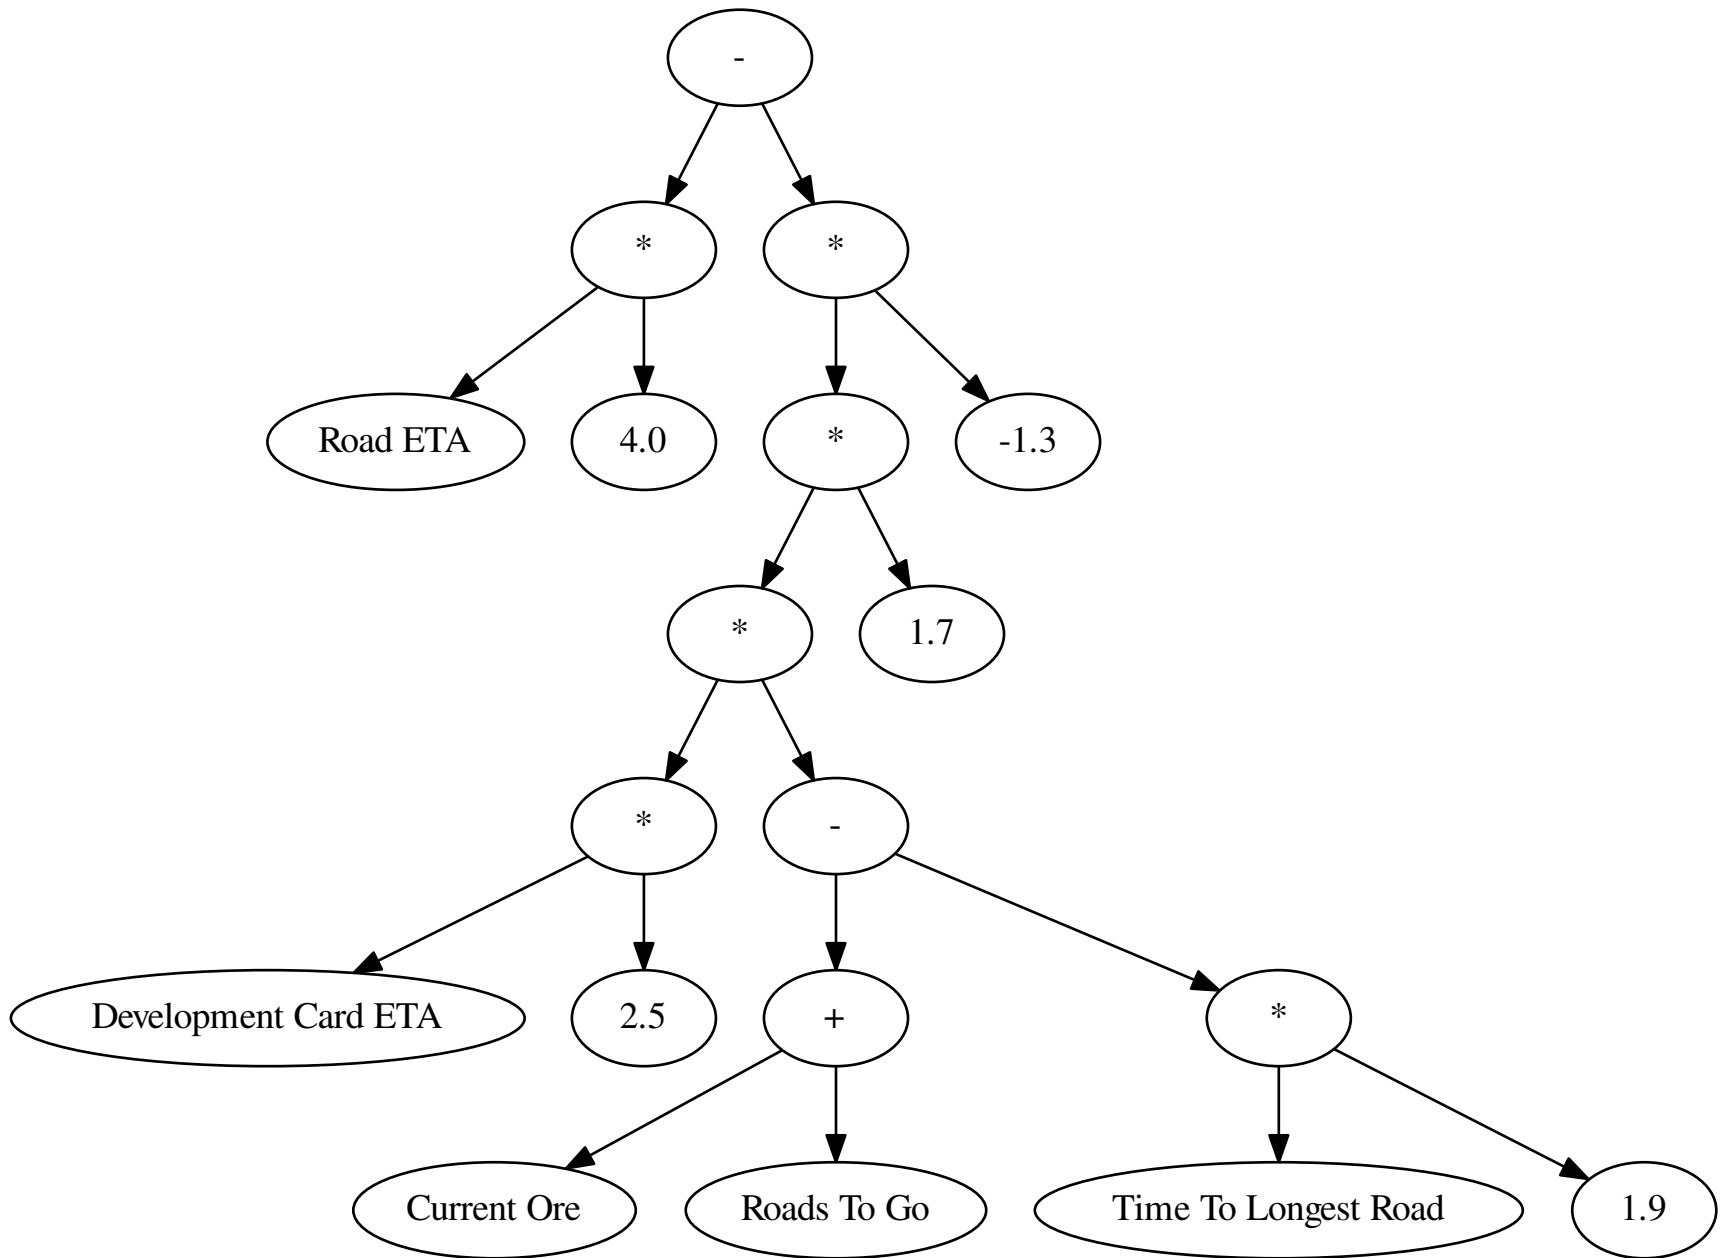 -
* *
Road ETA 4.0 * -1.3
* 1.7
* -
Development Card ETA 2.5 + *
Current Ore Roads To Go Time To Longest Road 1.9